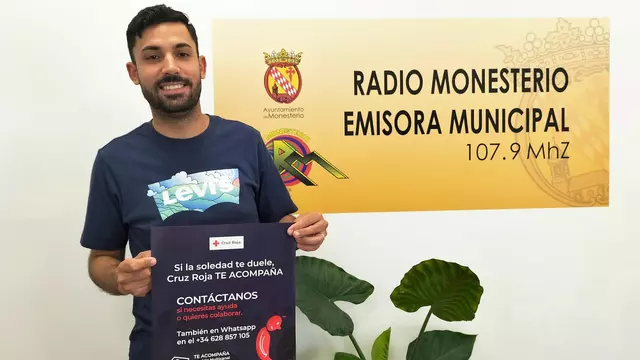 Ayuntamiento
de Monesterio
RADIO MONESTERIO
EMISORA MUNICIPAL
107.9 MhZ
RM
Levi's
Cruz Roja
Si la soledad te duele,
Cruz Roja TE ACOMPAÑA
CONTÁCTANOS
si necesitas ayuda
o quieres colaborar.
También en Whatsapp
en el +34 628 857 105
TE ACOMPAÑA